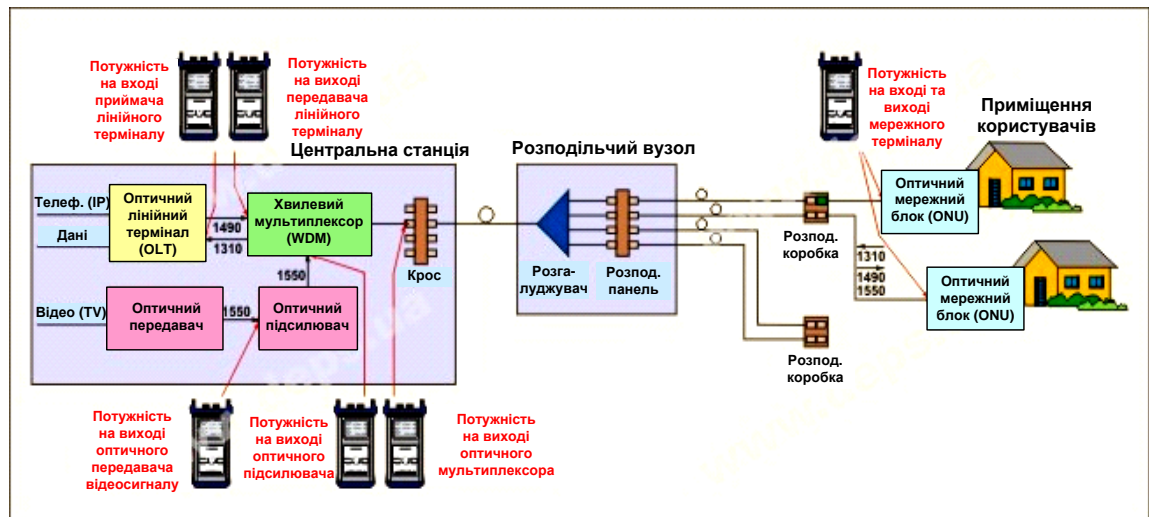 Потужність
на вході
приймача
лінійного
терміналу
Потужність
на виході
передавача
лінійного
терміналу
Потужність
на вході та
виході
мережного
терміналу
Приміщення
користувачів
Центральна станція
Розподільчий вузол
Телеф. (IP)
Дані
Оптичний
лінійний
термінал
(OLT)
1490
1310
Хвилевий
мультиплексор
(WDM)
Крос
Розга-
луджувач
Розпод.
панель
Розпод.
коробка
Оптичний
мережний
блок (ONU)
1310
1490
1550
Оптичний
мережний
блок (ONU)
1550
Відео (TV)
Оптичний
передавач
1550
Оптичний
підсилювач
Розпод.
коробка
Потужність
на виході
оптичного
передавача
відеосигналу
Потужність
на виході
оптичного
підсилювача
Потужність
на виході
оптичного
мультиплексора